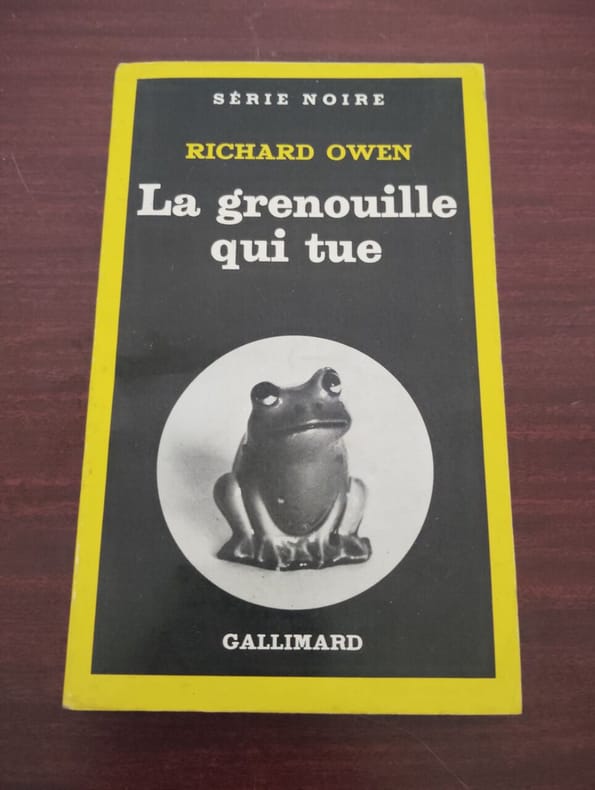 SÉRIE NOIRE
RICHARD OWEN
La grenouille
qui tue
GALLIMARD